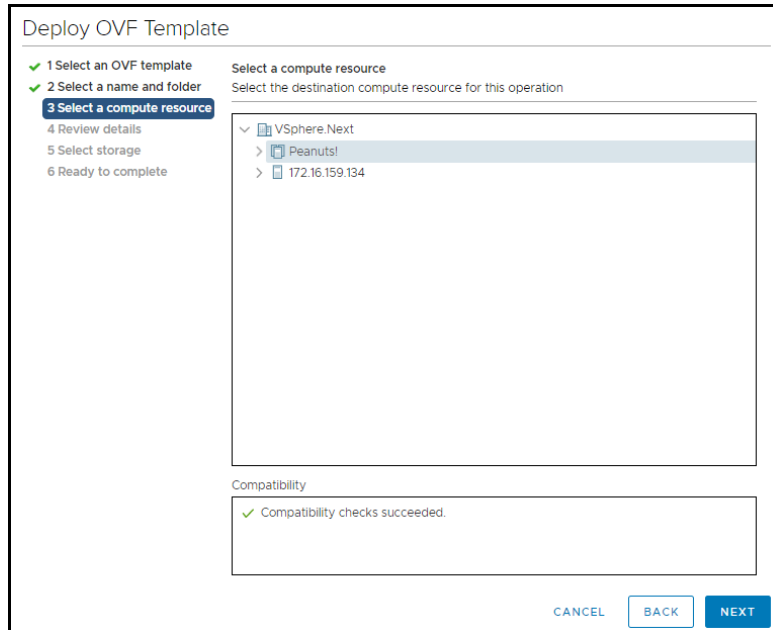 Deploy OVF Template
1 Select an OVF template
2 Select a name and folder
3 Select a compute resource
4 Review details
5 Select storage
6 Ready to complete
Select a compute resource
Select the destination compute resource for this operation
VSphere.Next
Peanuts!
172.16.159.134
Compatibility
Compatibility checks succeeded.
CANCEL
BACK
NEXT